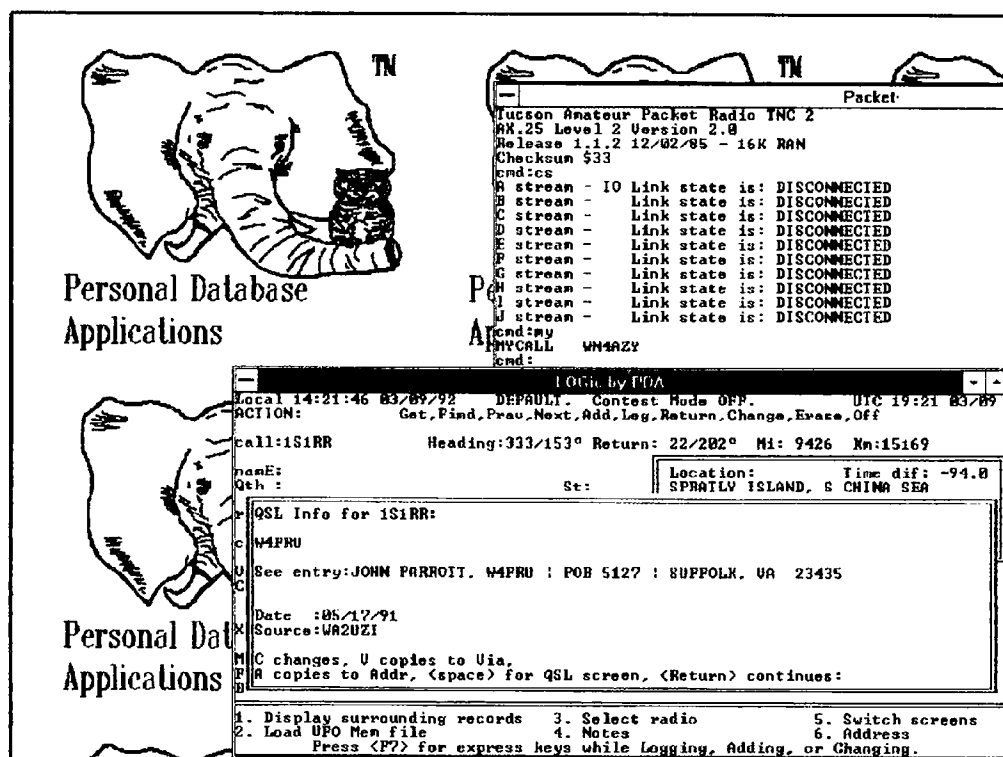 TM
TM
Personal Database
Applications
Packet
Tucson Amateur Packet Radio TNC 2
AX.25 Level 2 Version 2.0
Release 1.1.2 12/02/85 - 16K RAM
Checksum $33
cmd:cs
A stream - IO Link state is: DISCONNECTED
B stream - Link state is: DISCONNECTED
C stream - Link state is: DISCONNECTED
D stream - Link state is: DISCONNECTED
E stream - Link state is: DISCONNECTED
F stream - Link state is: DISCONNECTED
G stream - Link state is: DISCONNECTED
H stream - Link state is: DISCONNECTED
I stream - Link state is: DISCONNECTED
J stream - Link state is: DISCONNECTED
cmd:my
MYCALL WN4AZY
cmd:
LOGic by PDA
Local 14:21:46 03/09/92 DEFAULT. Contest Mode OFF. UTC 19:21 03/09
ACTION: Get,Find,Prev,Next,Add,Log,Return,Change,Erase,Off
call:1S1RR Heading:333/153° Return: 22/202° Mi: 9426 Km:15169
namE:
Qth : St:
Location: Time dif: -94.0
SPRATLY ISLAND, S CHINA SEA
QSL Info for 1S1RR:
W4PRU
See entry:JOHN PARROTT, W4PRU | POB 5127 | SUFFOLK, VA 23435
Date :05/17/91
Source:WA2UZI
C changes, V copies to Via,
A copies to Addr, <space> for QSL screen, <Return> continues:
Personal Dat
Applications
1. Display surrounding records 3. Select radio 5. Switch screens
2. Load UFO Mem file 4. Notes 6. Address
Press <F7> for express keys while Logging, Adding, or Changing.